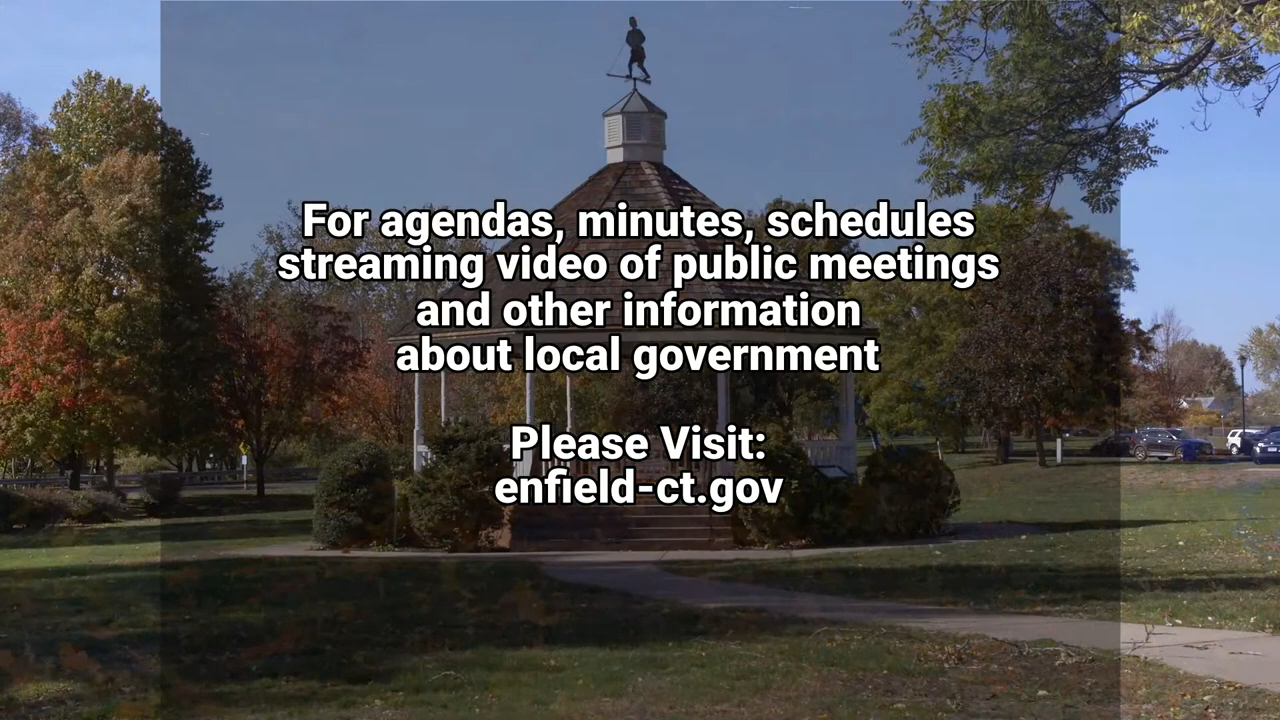 For agendas, minutes, schedules
streaming video of public meetings
and other information
about local government
Please Visit:
enfield-ct.gov